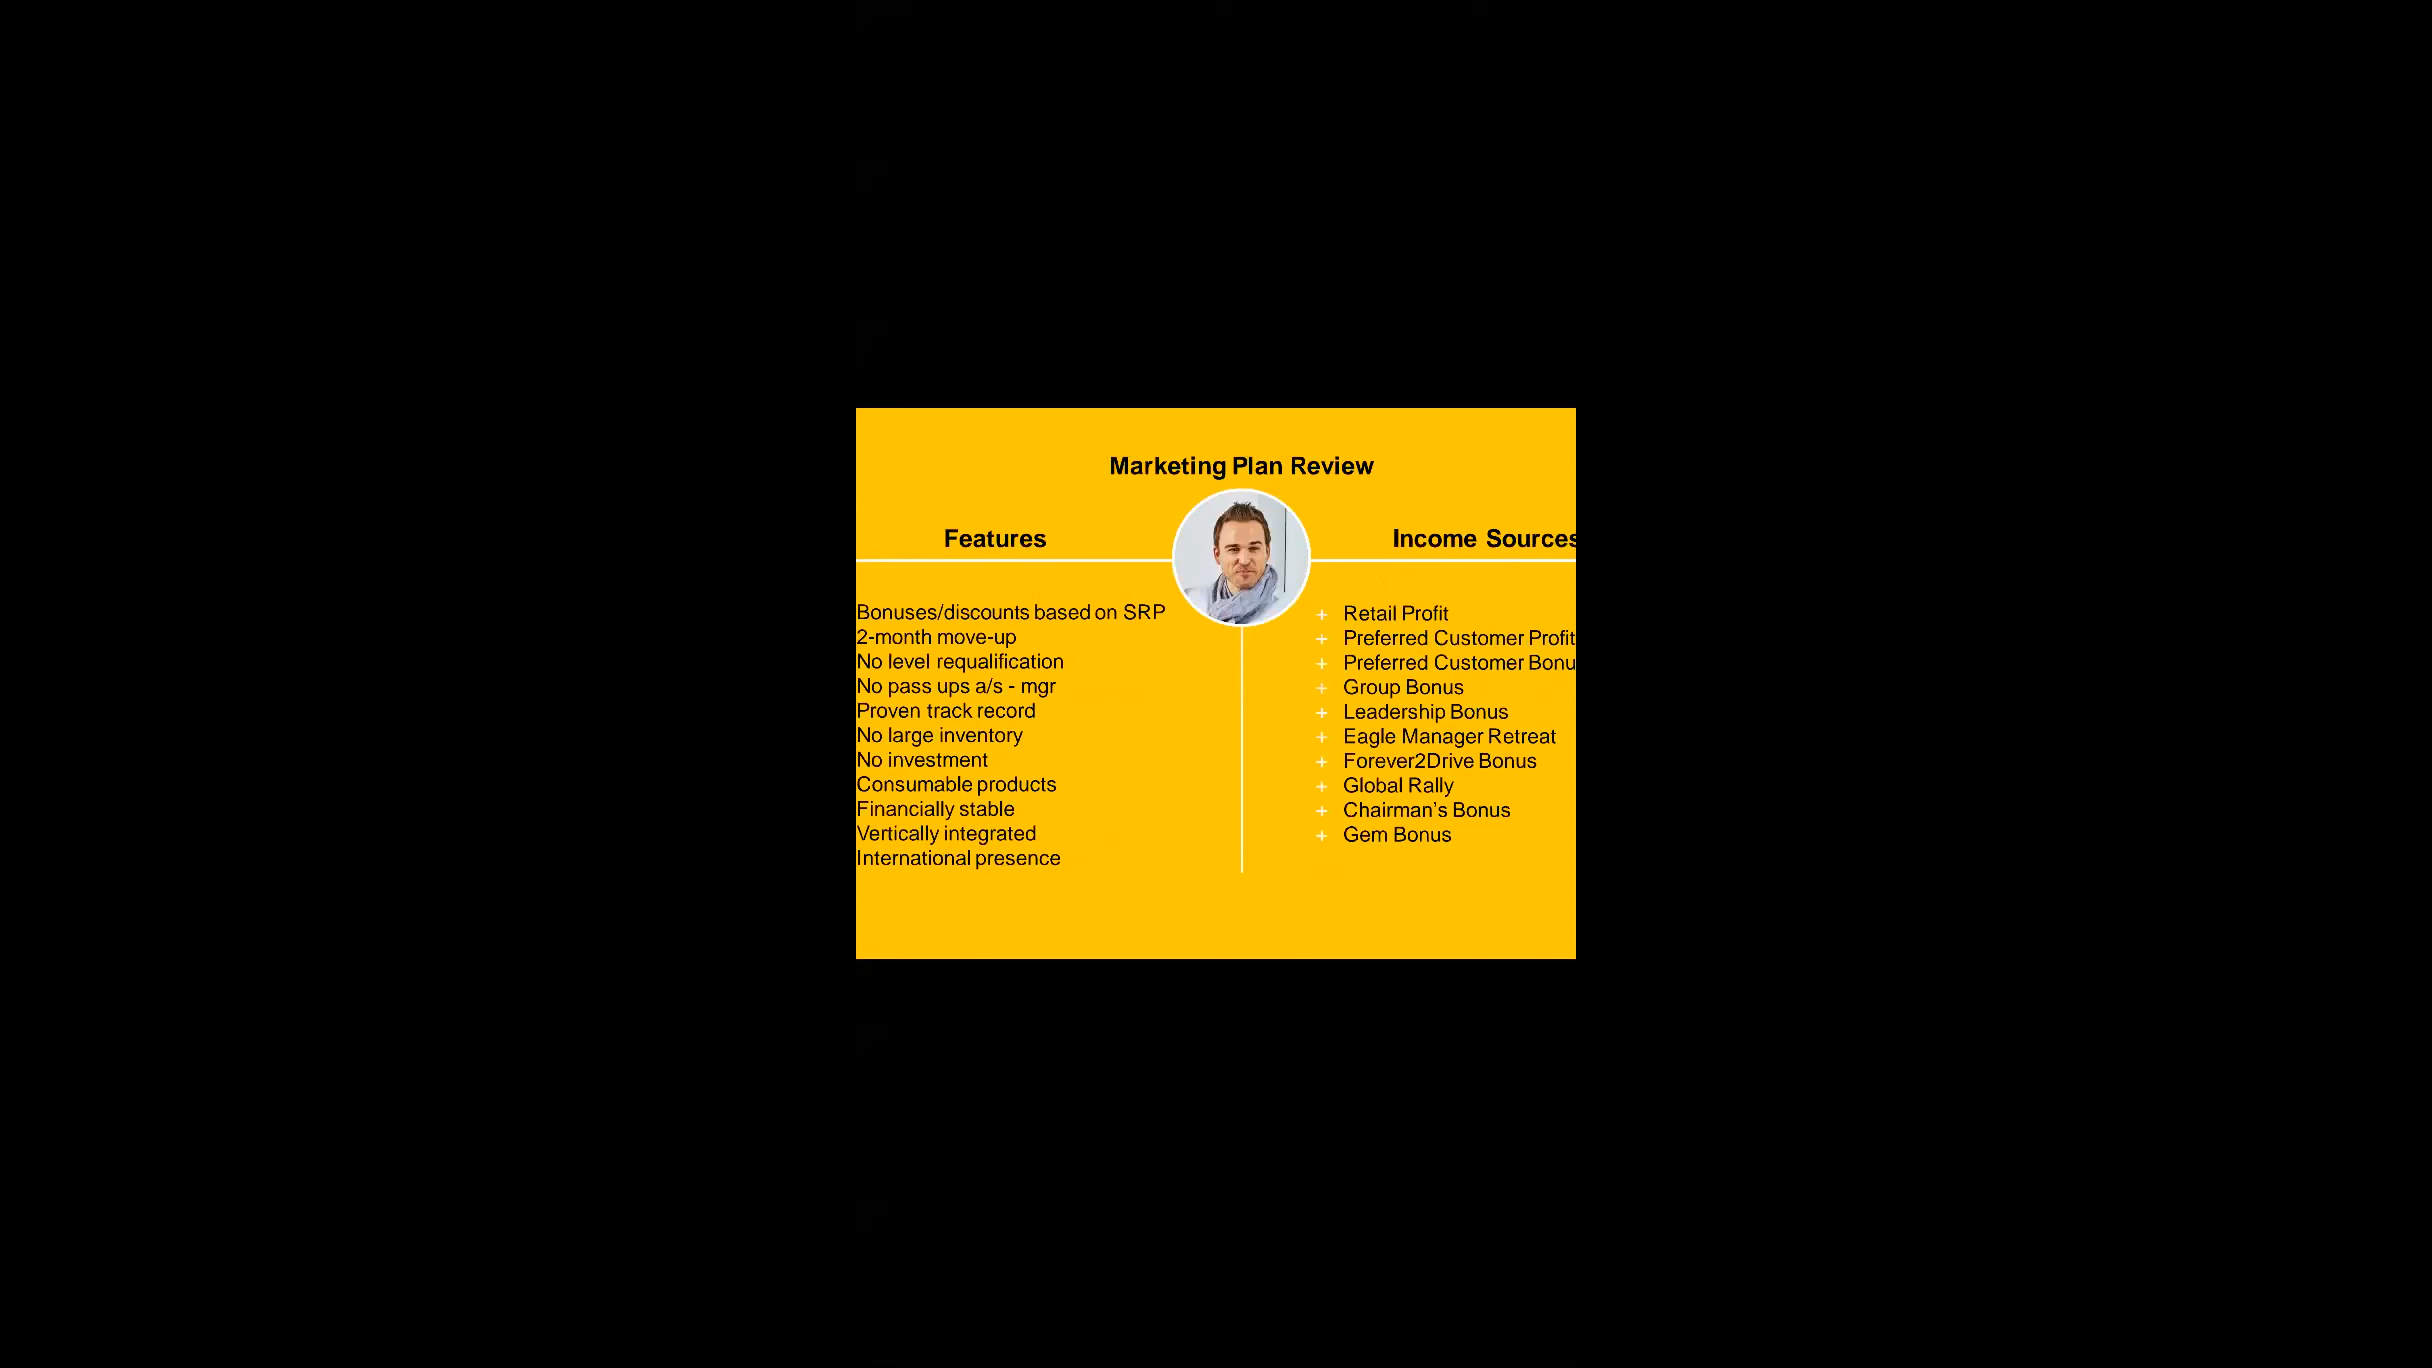 Marketing Plan Review
Features
Bonuses/discounts based on SRP
2-month move-up
No level requalification
No pass ups a/s - mgr
Proven track record
No large inventory
No investment
Consumable products
Financially stable
Vertically integrated
International presence
Income Sources
+ Retail Profit
+ Preferred Customer Profit
+ Preferred Customer Bonu
+ Group Bonus
+ Leadership Bonus
+ Eagle Manager Retreat
+ Forever2Drive Bonus
+ Global Rally
+ Chairman’s Bonus
+ Gem Bonus